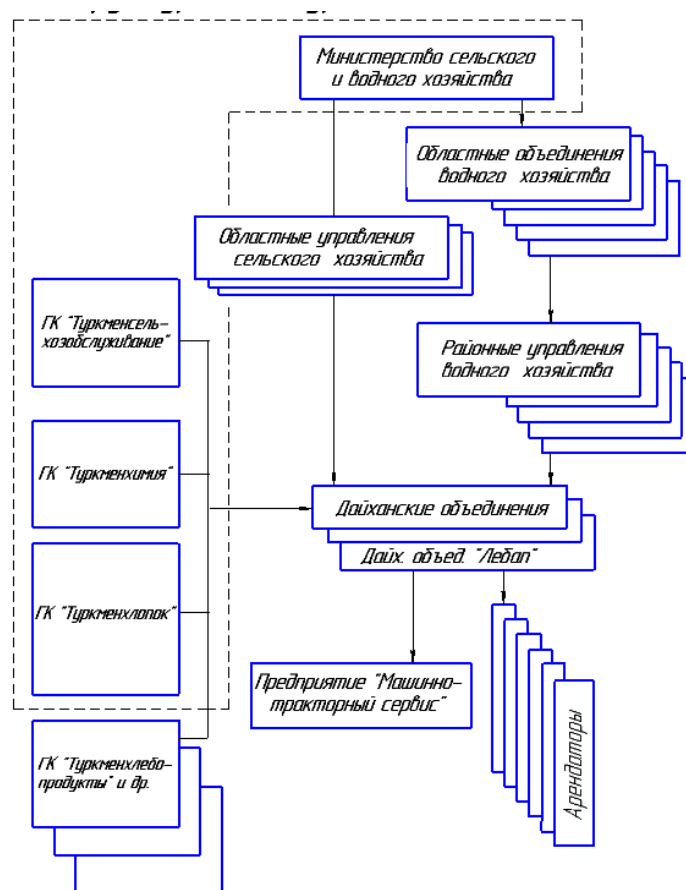 Министерство сельского
и водного хозяйства
Областные объединения
водного хозяйства
Областные управления
сельского хозяйства
ГК "Туркменсель-
хозобслуживание"
Районные управления
водного хозяйства
ГК "Туркменхимия"
Дайханские объединения
Дайх. объед. "Лебап"
ГК "Туркменхлопок"
Предприятие "Машинно-
тракторный сервис"
ГК "Туркменхлебо-
продукты" и др.
Арендаторы